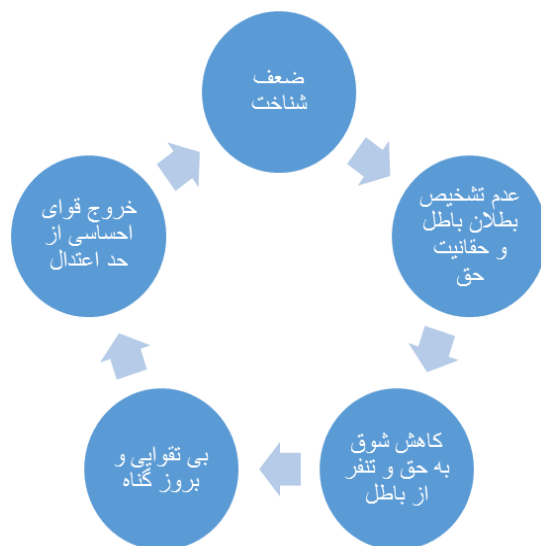 ضعف
شناخت
عدم تشخیص
بطلان باطل
و حقانیت
حق
کاهش شوق
به حق و تنفر
از باطل
بی تقوایی و
بروز گناه
خروج قوای
احساسی از
حد اعتدال